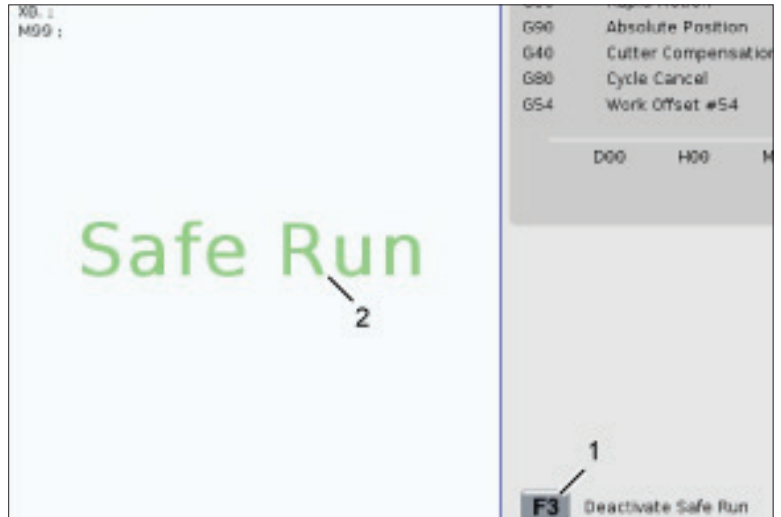 X0. ;
M99 ;
G90 Absolute Position
G40 Cutter Compensation
G80 Cycle Cancel
G54 Work Offset #54
D00 H00 M
Safe Run
2
1
F3 Deactivate Safe Run